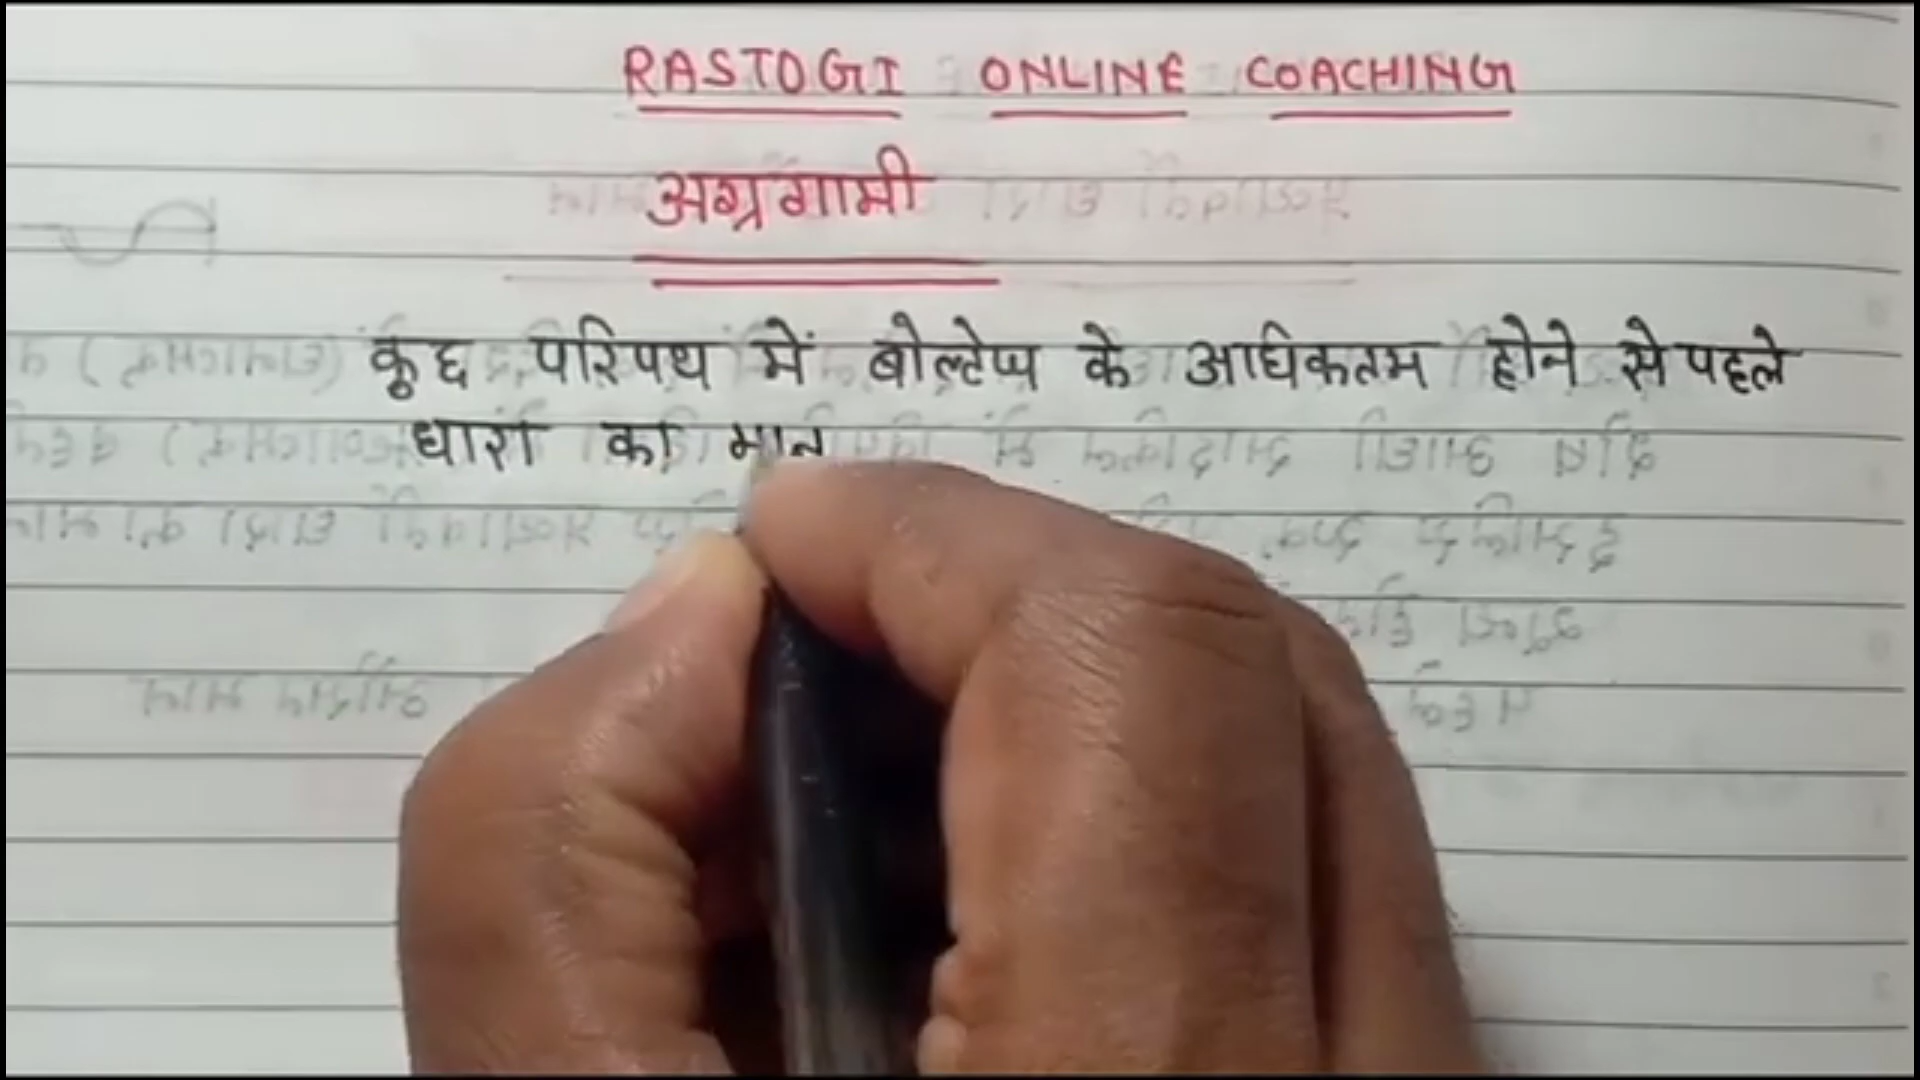 RASTOGI ONLINE COACHING
अग्रगामी
कुछ परिपथ में बोल्टेज के अधिकतम होने से पहले
धारा का मान